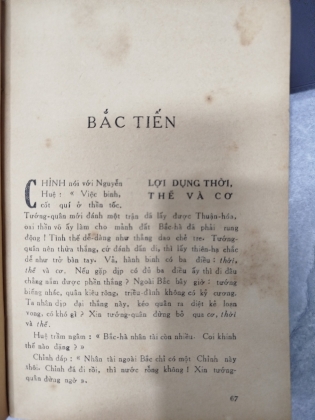 BẮC TIẾN
LỢI DỤNG THỜI,
THẾ VÀ CƠ
CHỈNH nói với Nguyễn
Huệ: « Việc binh,
cốt quí ở thần tốc.
Tướng-quân mới đánh một trận dã lấy được Thuận-hóa,
oai thần võ ấy làm cho mảnh đất Bắc-hà đã phải rung
động ! Tình thế dễ-dàng như thắng dao chẻ tre. Tướng-
quân nên thừa thắng, cứ đánh dấn đi, thì lấy thiên-hạ chắc
dễ như trở bàn tay. Vả, hành binh có ba điều : thời,
thế và cơ. Nếu gặp dịp có đủ ba điều ấy thì đi đâu
chẳng nắm được phần thắng ? Ngoài Bắc bây giờ : tướng
biếng nhác, quân kiêu rông, triều-đình không có kỷ cương.
Ta nhân dịp đại thắng này, kéo quân ra diệt kẻ loạn
vong, có khó gì ? Xin tướng-quân đừng bỏ qua cơ, thời
và thế.
Huệ trầm ngâm : « Bắc-hà nhân tài còn nhiều. Coi khinh
thế nào đặng ? »
Chỉnh đáp : « Nhân tài ngoài Bắc chỉ có một Chỉnh này
thôi. Chỉnh đã đi rồi, thì nước rỗng không ! Xin tướng-
quân đừng ngờ ».
67